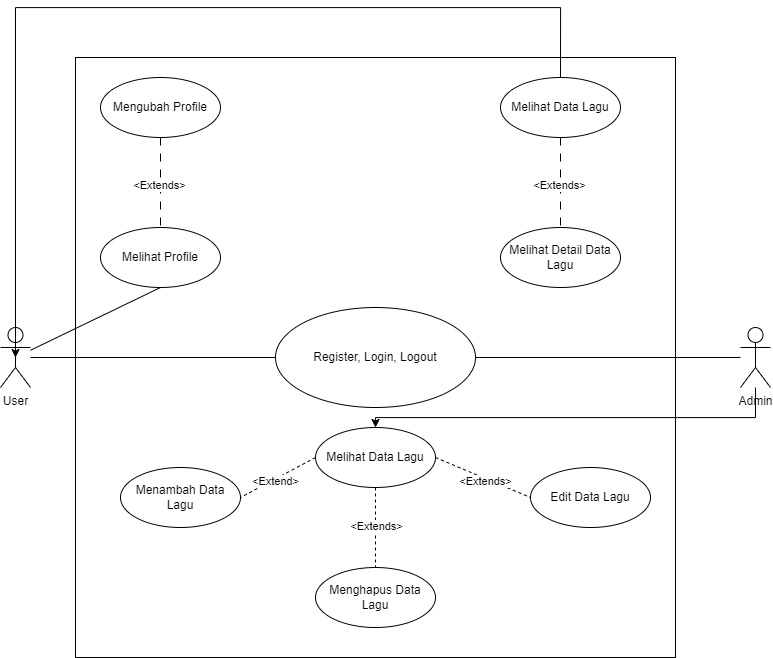 Mengubah Profile
Melihat Data Lagu
<Extends>
<Extends>
Melihat Profile
Melihat Detail Data
Lagu
Register, Login, Logout
User
Admin
Melihat Data Lagu
<Extend>
<Extends>
Menambah Data
Lagu
Edit Data Lagu
<Extends>
Menghapus Data
Lagu